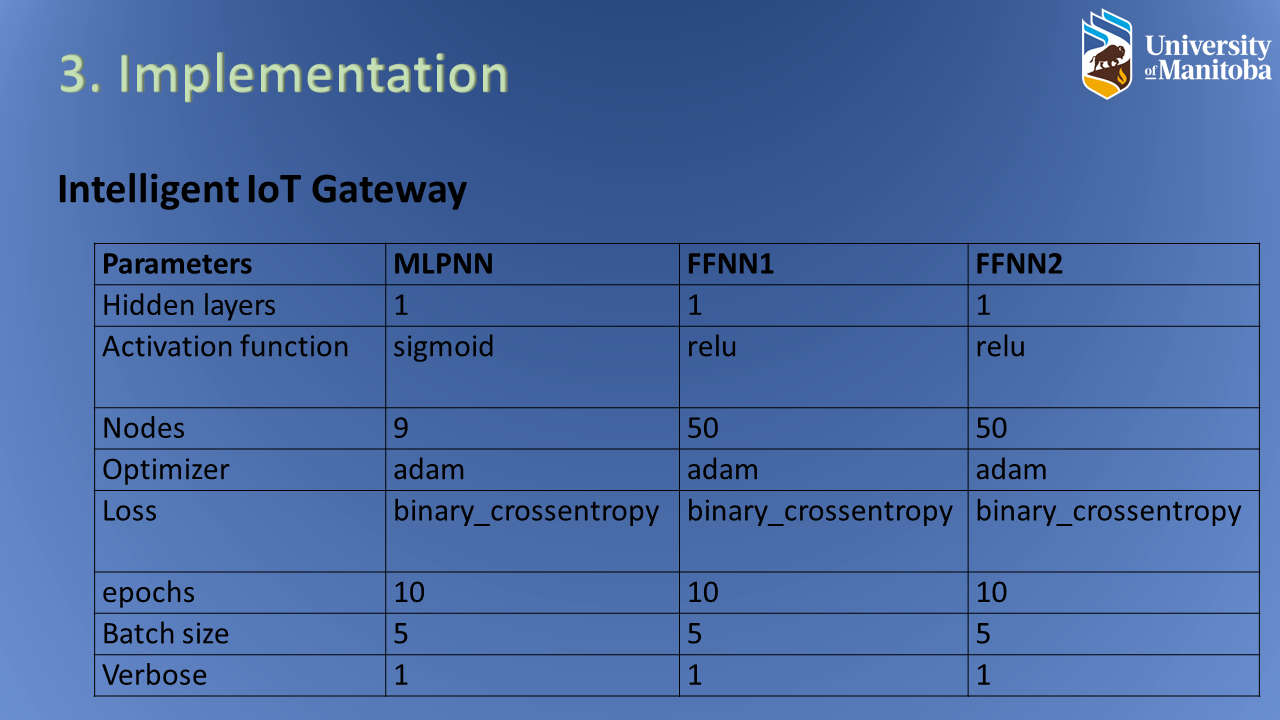 3. Implementation
University
of Manitoba
Intelligent IoT Gateway
Parameters MLPNN FFNN1 FFNN2
Hidden layers 1 1 1
Activation function sigmoid relu relu
Nodes 9 50 50
Optimizer adam adam adam
Loss binary_crossentropy binary_crossentropy binary_crossentropy
epochs 10 10 10
Batch size 5 5 5
Verbose 1 1 1